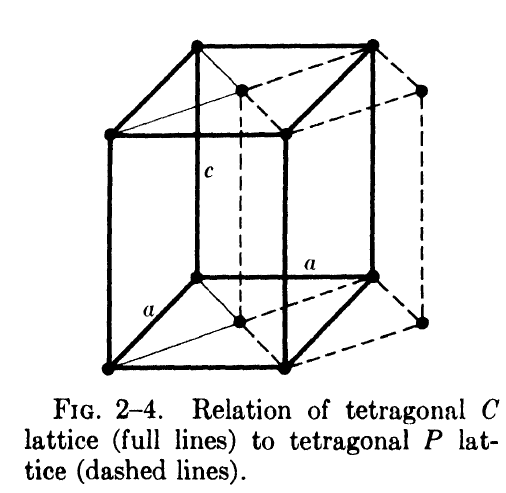 c
a
a
FIG. 2–4. Relation of tetragonal C
lattice (full lines) to tetragonal P lat-
tice (dashed lines).